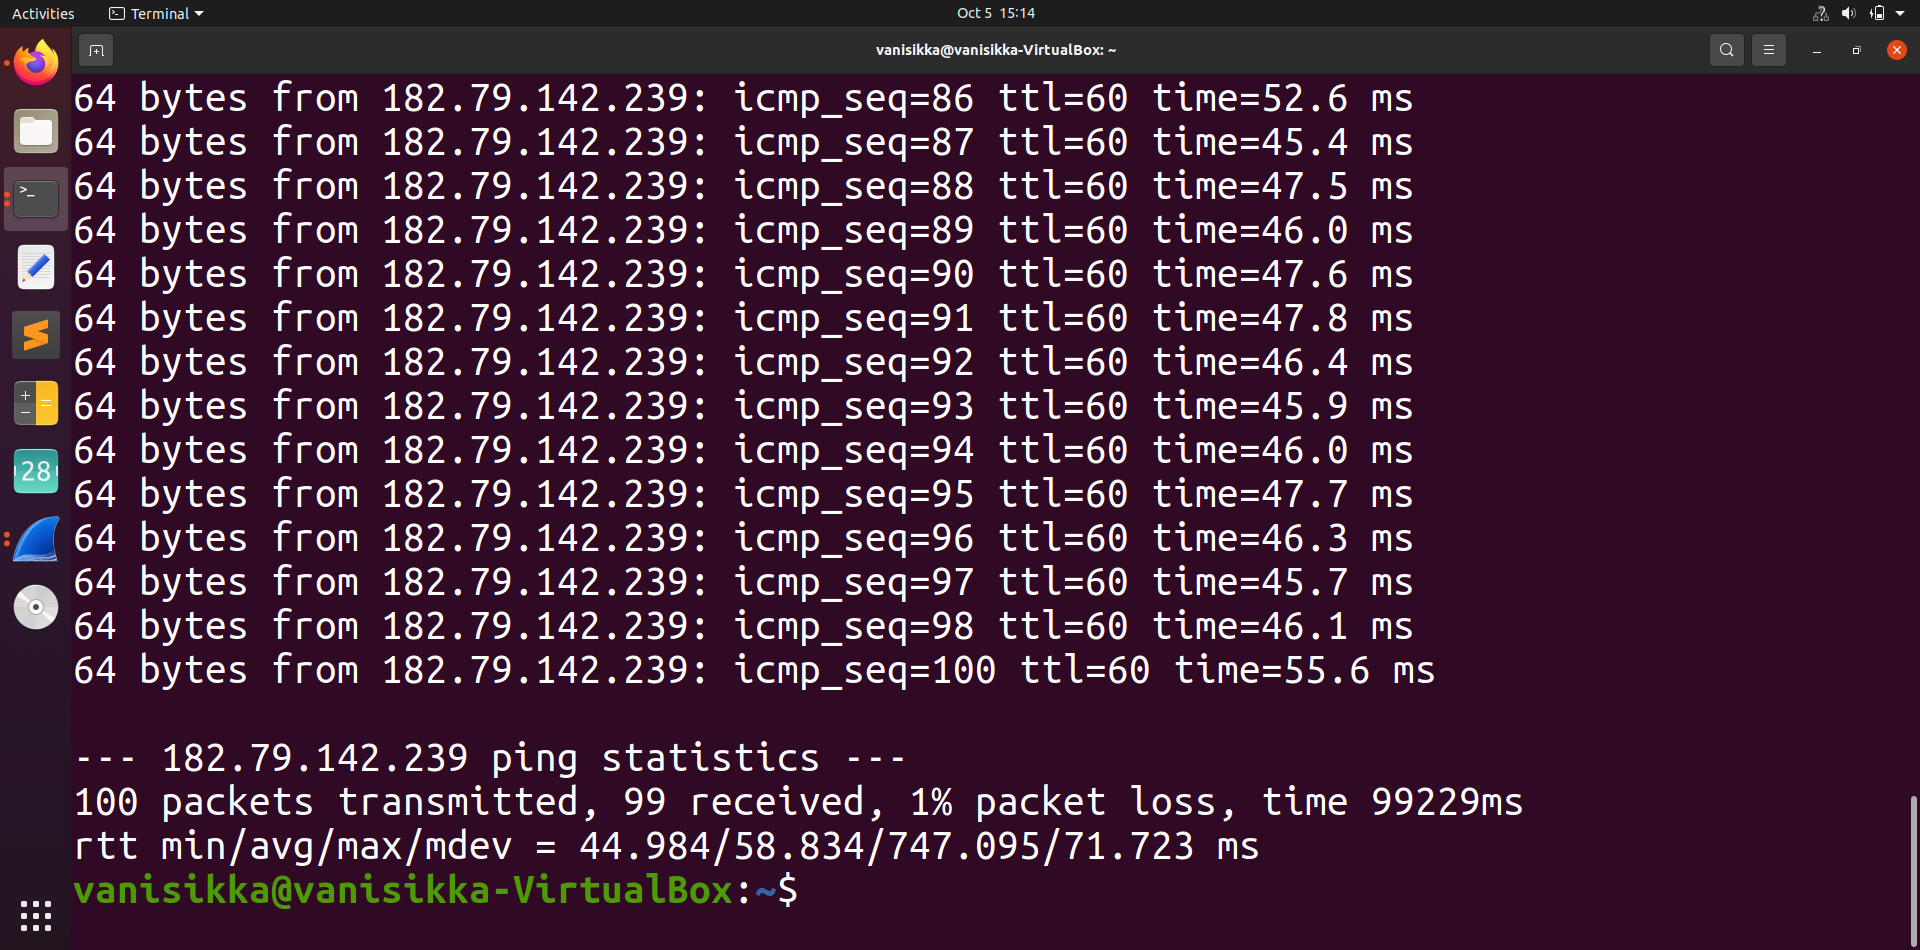 Activities Terminal Oct 5 15:14
vanisikka@vanisikka-VirtualBox: ~
64 bytes from 182.79.142.239: icmp_seq=86 ttl=60 time=52.6 ms
64 bytes from 182.79.142.239: icmp_seq=87 ttl=60 time=45.4 ms
64 bytes from 182.79.142.239: icmp_seq=88 ttl=60 time=47.5 ms
64 bytes from 182.79.142.239: icmp_seq=89 ttl=60 time=46.0 ms
64 bytes from 182.79.142.239: icmp_seq=90 ttl=60 time=47.6 ms
64 bytes from 182.79.142.239: icmp_seq=91 ttl=60 time=47.8 ms
64 bytes from 182.79.142.239: icmp_seq=92 ttl=60 time=46.4 ms
64 bytes from 182.79.142.239: icmp_seq=93 ttl=60 time=45.9 ms
64 bytes from 182.79.142.239: icmp_seq=94 ttl=60 time=46.0 ms
64 bytes from 182.79.142.239: icmp_seq=95 ttl=60 time=47.7 ms
64 bytes from 182.79.142.239: icmp_seq=96 ttl=60 time=46.3 ms
64 bytes from 182.79.142.239: icmp_seq=97 ttl=60 time=45.7 ms
64 bytes from 182.79.142.239: icmp_seq=98 ttl=60 time=46.1 ms
64 bytes from 182.79.142.239: icmp_seq=100 ttl=60 time=55.6 ms
--- 182.79.142.239 ping statistics ---
100 packets transmitted, 99 received, 1% packet loss, time 99229ms
rtt min/avg/max/mdev = 44.984/58.834/747.095/71.723 ms
vanisikka@vanisikka-VirtualBox:~$
28